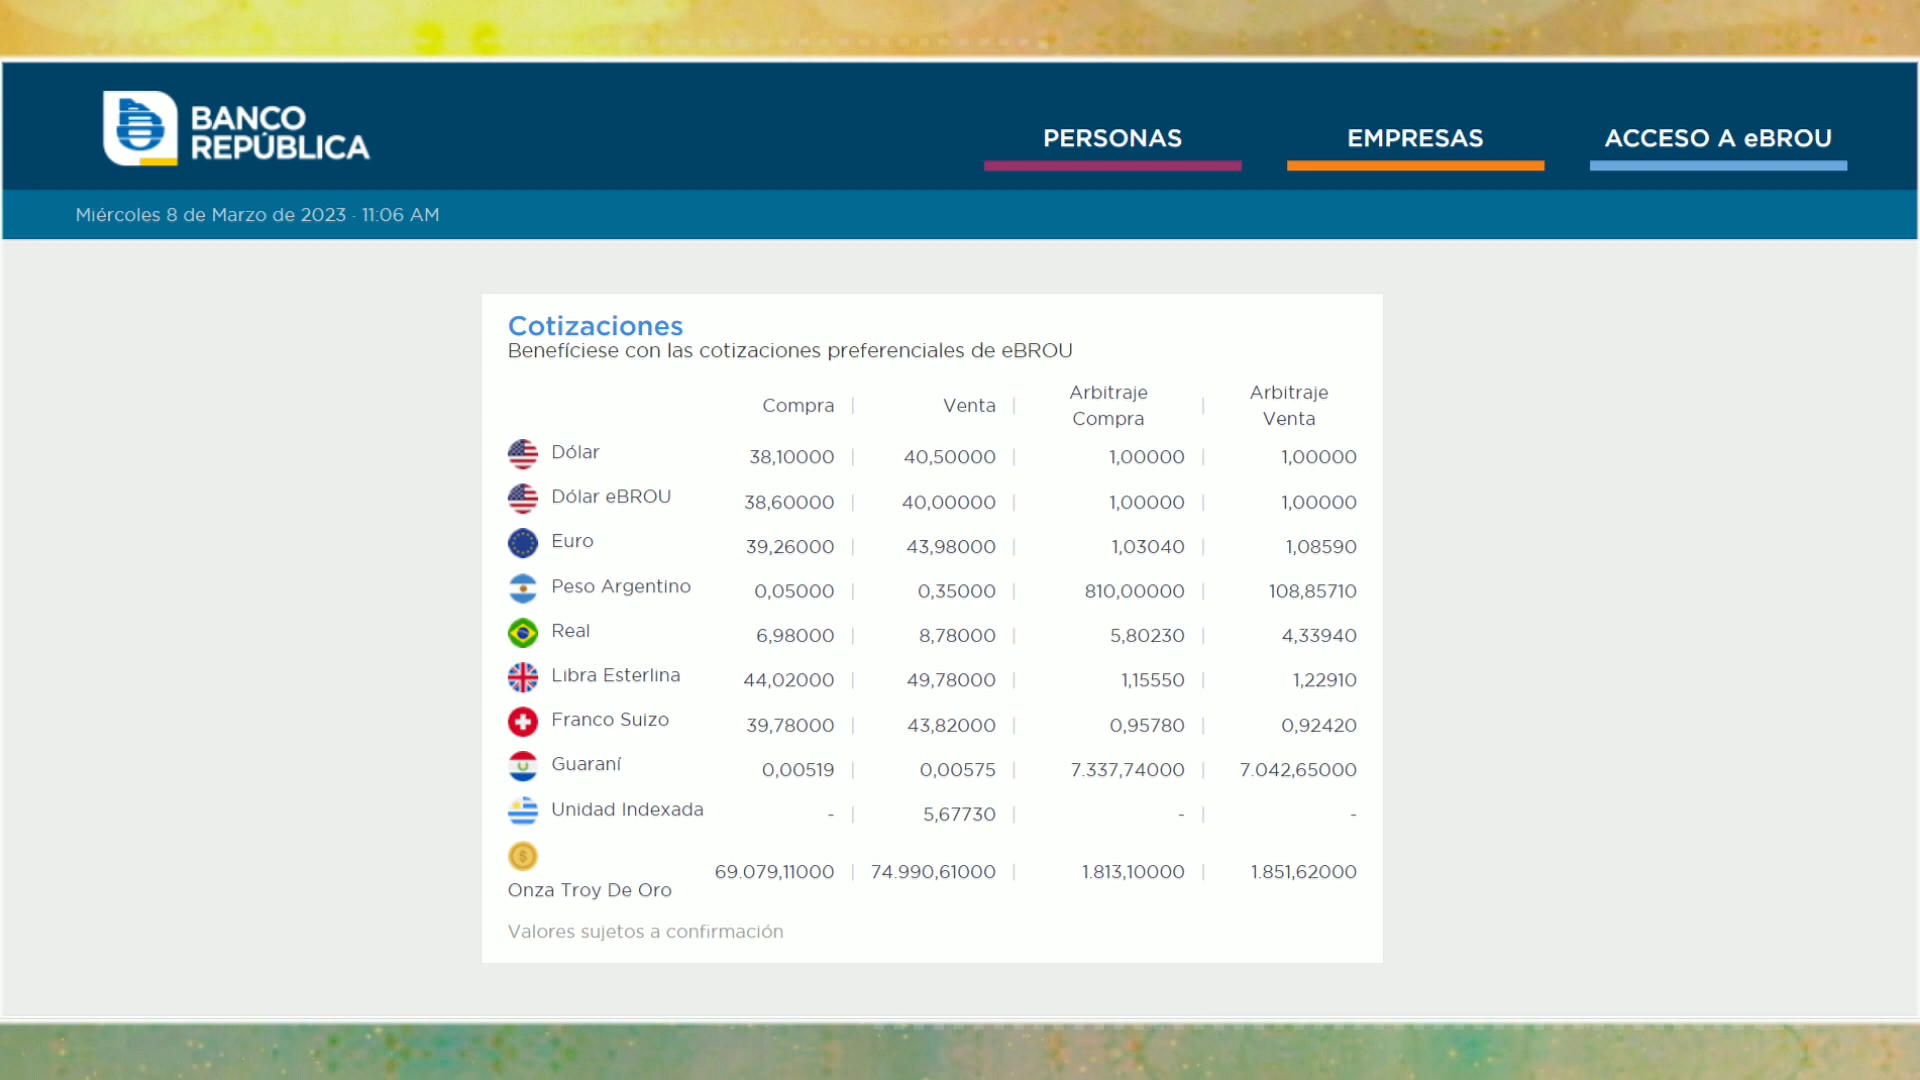 BANCO
REPÚBLICA
PERSONAS
EMPRESAS
ACCESO A eBROU
Miércoles 8 de Marzo de 2023 · 11:06 AM
Cotizaciones
Benefíciese con las cotizaciones preferenciales de eBROU
Compra | Venta | Arbitraje Compra | Arbitraje Venta
Dólar 38,10000 | 40,50000 | 1,00000 | 1,00000
Dólar eBROU 38,60000 | 40,00000 | 1,00000 | 1,00000
Euro 39,26000 | 43,98000 | 1,03040 | 1,08590
Peso Argentino 0,05000 | 0,35000 | 810,00000 | 108,85710
Real 6,98000 | 8,78000 | 5,80230 | 4,33940
Libra Esterlina 44,02000 | 49,78000 | 1,15550 | 1,22910
Franco Suizo 39,78000 | 43,82000 | 0,95780 | 0,92420
Guaraní 0,00519 | 0,00575 | 7.337,74000 | 7.042,65000
Unidad Indexada - | 5,67730 | - | -
Onza Troy De Oro 69.079,11000 | 74.990,61000 | 1.813,10000 | 1.851,62000
Valores sujetos a confirmación